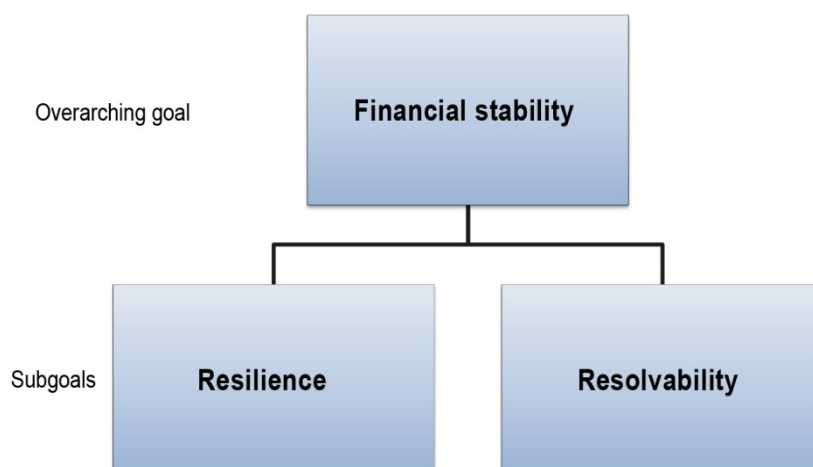 Overarching goal
Financial stability
Subgoals
Resilience
Resolvability